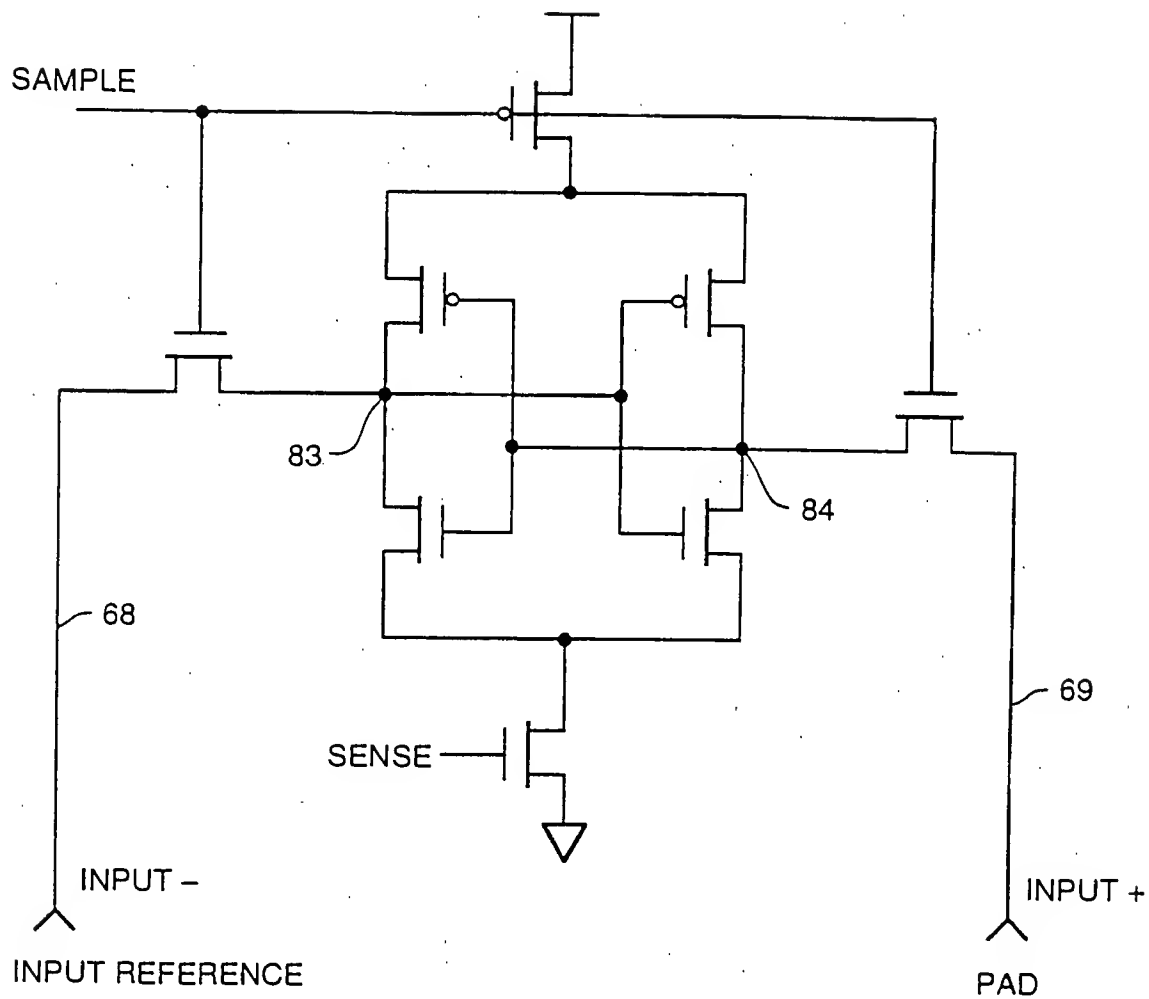 SAMPLE
83
84
68
69
SENSE
INPUT –
INPUT +
INPUT REFERENCE
PAD